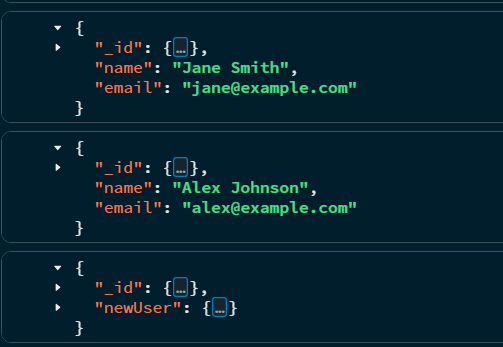 {
"_id": {…},
"name": "Jane Smith",
"email": "jane@example.com"
}
{
"_id": {…},
"name": "Alex Johnson",
"email": "alex@example.com"
}
{
"_id": {…},
"newUser": {…}
}